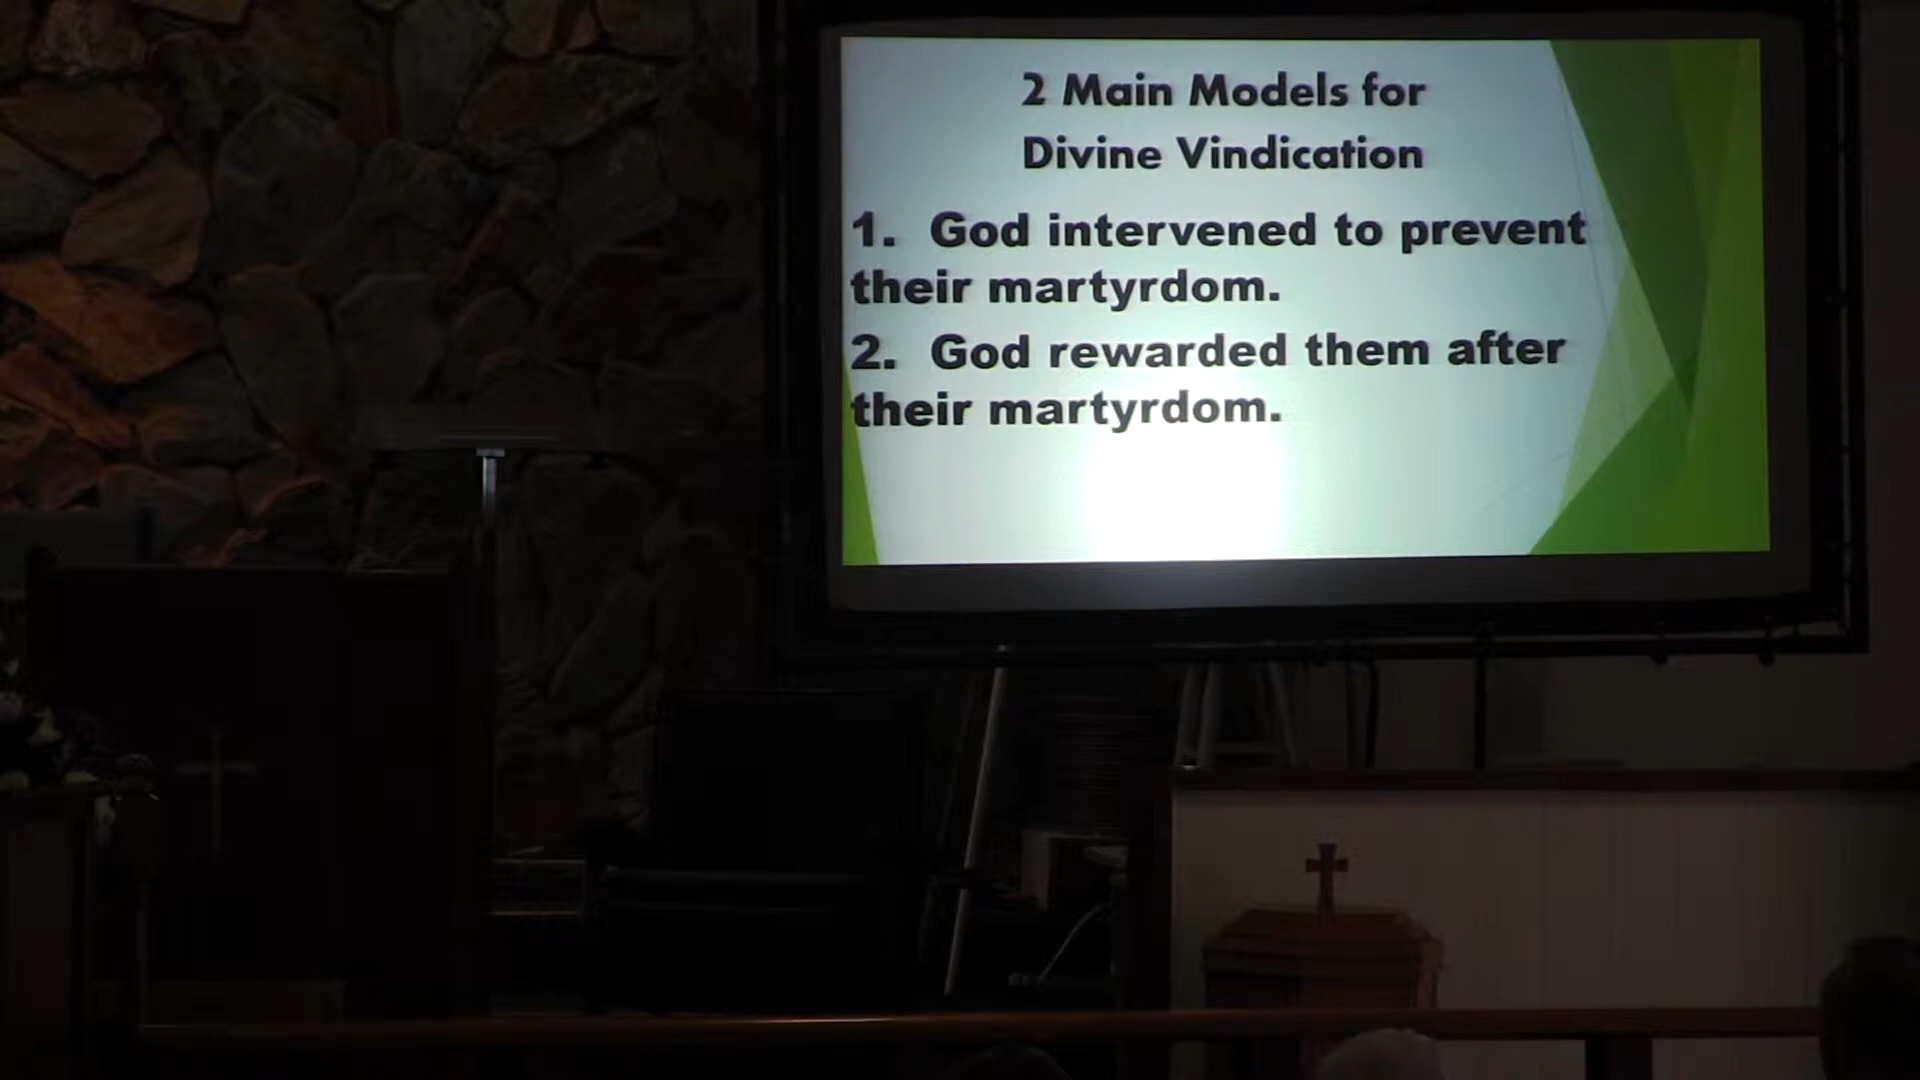 2 Main Models for
Divine Vindication
1. God intervened to prevent
their martyrdom.
2. God rewarded them after
their martyrdom.